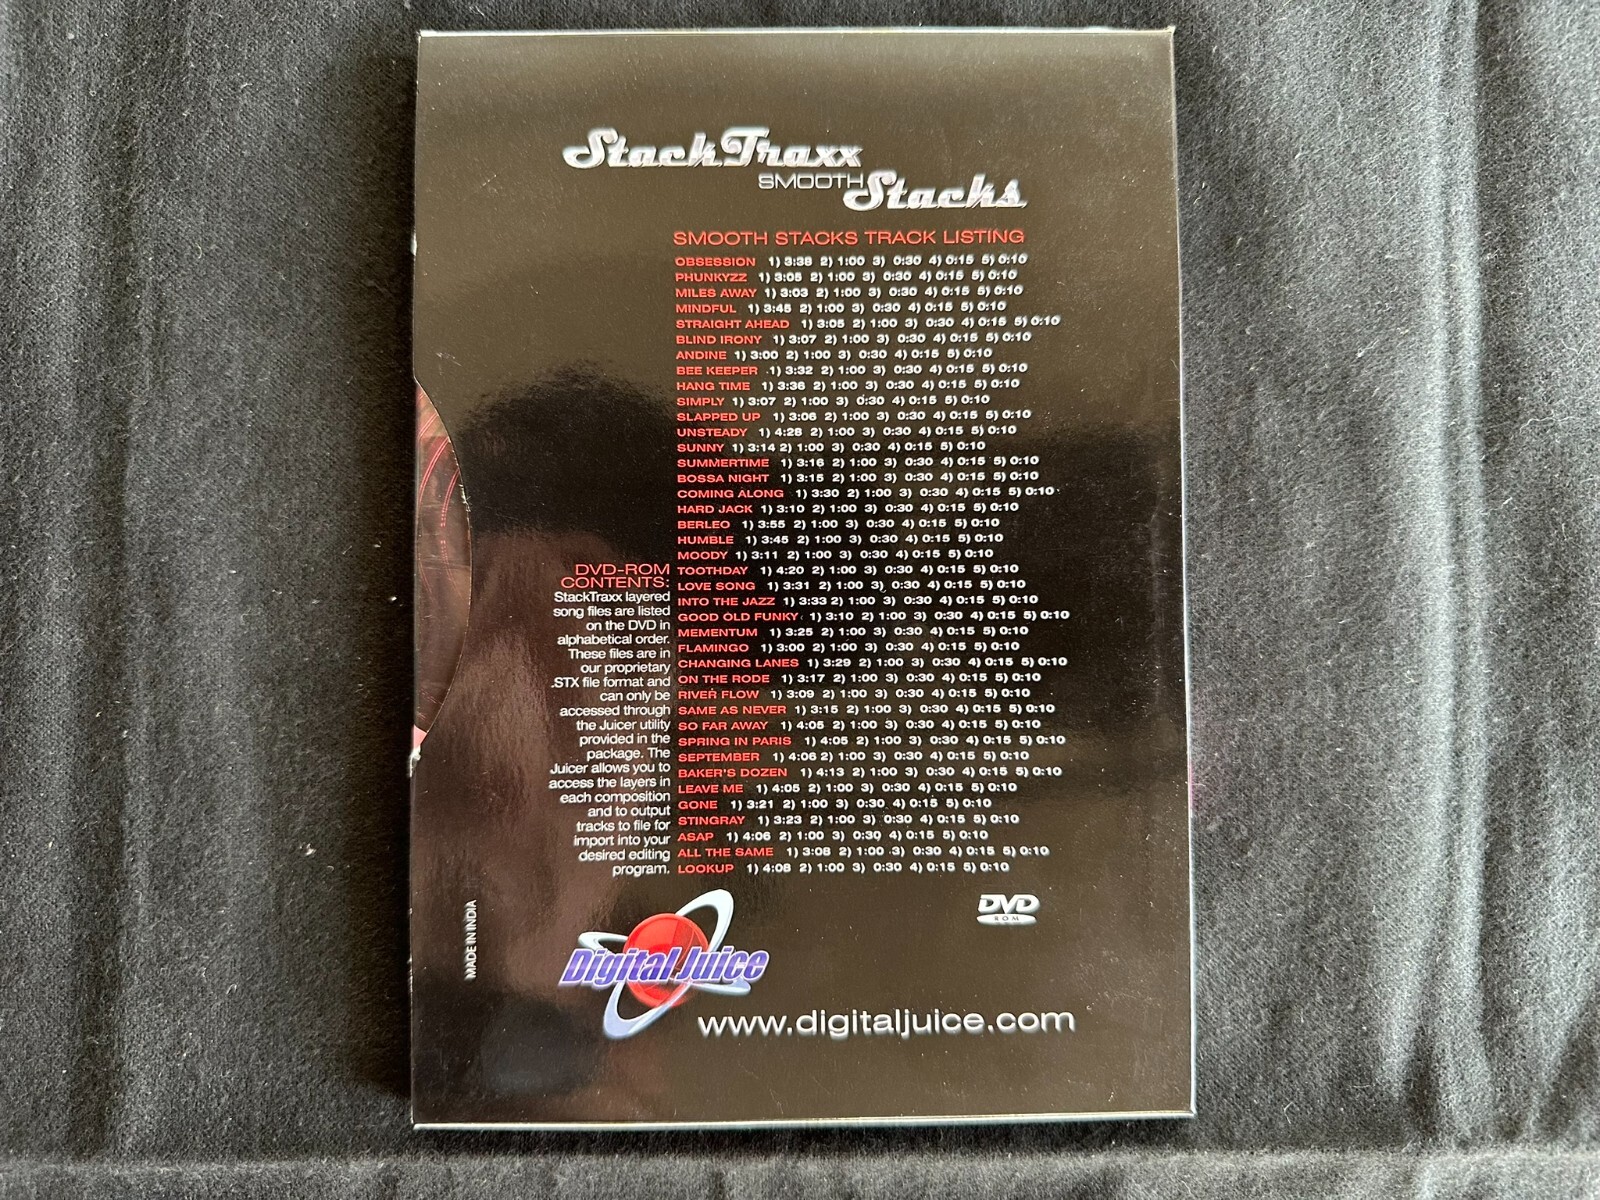 StackTraxx
SMOOTH Stacks
SMOOTH STACKS TRACK LISTING
OBSESSION 1) 3:38 2) 1:00 3) 0:30 4) 0:15 5) 0:10
PHUNKYZZ 1) 3:05 2) 1:00 3) 0:30 4) 0:15 5) 0:10
MILES AWAY 1) 3:03 2) 1:00 3) 0:30 4) 0:15 5) 0:10
MINDFUL 1) 3:45 2) 1:00 3) 0:30 4) 0:15 5) 0:10
STRAIGHT AHEAD 1) 3:05 2) 1:00 3) 0:30 4) 0:15 5) 0:10
BLIND IRONY 1) 3:07 2) 1:00 3) 0:30 4) 0:15 5) 0:10
ANDINE 1) 3:00 2) 1:00 3) 0:30 4) 0:15 5) 0:10
BEE KEEPER 1) 3:32 2) 1:00 3) 0:30 4) 0:15 5) 0:10
HANG TIME 1) 3:36 2) 1:00 3) 0:30 4) 0:15 5) 0:10
SIMPLY 1) 3:07 2) 1:00 3) 0:30 4) 0:15 5) 0:10
SLAPPED UP 1) 3:06 2) 1:00 3) 0:30 4) 0:15 5) 0:10
UNSTEADY 1) 4:28 2) 1:00 3) 0:30 4) 0:15 5) 0:10
SUNNY 1) 3:14 2) 1:00 3) 0:30 4) 0:15 5) 0:10
SUMMERTIME 1) 3:16 2) 1:00 3) 0:30 4) 0:15 5) 0:10
BOSSA NIGHT 1) 3:15 2) 1:00 3) 0:30 4) 0:15 5) 0:10
COMING ALONG 1) 3:30 2) 1:00 3) 0:30 4) 0:15 5) 0:10
HARD JACK 1) 3:10 2) 1:00 3) 0:30 4) 0:15 5) 0:10
BERLEO 1) 3:55 2) 1:00 3) 0:30 4) 0:15 5) 0:10
HUMBLE 1) 3:45 2) 1:00 3) 0:30 4) 0:15 5) 0:10
MOODY 1) 3:11 2) 1:00 3) 0:30 4) 0:15 5) 0:10
TOOTHDAY 1) 4:20 2) 1:00 3) 0:30 4) 0:15 5) 0:10
LOVE SONG 1) 3:31 2) 1:00 3) 0:30 4) 0:15 5) 0:10
INTO THE JAZZ 1) 3:33 2) 1:00 3) 0:30 4) 0:15 5) 0:10
GOOD OLD FUNKY 1) 3:10 2) 1:00 3) 0:30 4) 0:15 5) 0:10
MEMENTUM 1) 3:25 2) 1:00 3) 0:30 4) 0:15 5) 0:10
FLAMINGO 1) 3:00 2) 1:00 3) 0:30 4) 0:15 5) 0:10
CHANGING LANES 1) 3:29 2) 1:00 3) 0:30 4) 0:15 5) 0:10
ON THE RODE 1) 3:17 2) 1:00 3) 0:30 4) 0:15 5) 0:10
RIVER FLOW 1) 3:09 2) 1:00 3) 0:30 4) 0:15 5) 0:10
SAME AS NEVER 1) 3:15 2) 1:00 3) 0:30 4) 0:15 5) 0:10
SO FAR AWAY 1) 4:05 2) 1:00 3) 0:30 4) 0:15 5) 0:10
SPRING IN PARIS 1) 4:05 2) 1:00 3) 0:30 4) 0:15 5) 0:10
SEPTEMBER 1) 4:06 2) 1:00 3) 0:30 4) 0:15 5) 0:10
BAKER'S DOZEN 1) 4:13 2) 1:00 3) 0:30 4) 0:15 5) 0:10
LEAVE ME 1) 4:05 2) 1:00 3) 0:30 4) 0:15 5) 0:10
GONE 1) 3:21 2) 1:00 3) 0:30 4) 0:15 5) 0:10
STINGRAY 1) 3:23 2) 1:00 3) 0:30 4) 0:15 5) 0:10
ASAP 1) 4:06 2) 1:00 3) 0:30 4) 0:15 5) 0:10
ALL THE SAME 1) 3:08 2) 1:00 3) 0:30 4) 0:15 5) 0:10
LOOKUP 1) 4:08 2) 1:00 3) 0:30 4) 0:15 5) 0:10
DVD-ROM
CONTENTS:
StackTraxx layered
song files are listed
on the DVD in
alphabetical order.
These files are in
our proprietary
.STX file format and
can only be
accessed through
the Juicer utility
provided in the
package. The
Juicer allows you to
access the layers in
each composition
and to output
tracks to file for
import into your
desired editing
program.
MADE IN INDIA
DVD
ROM
Digital Juice
www.digitaljuice.com